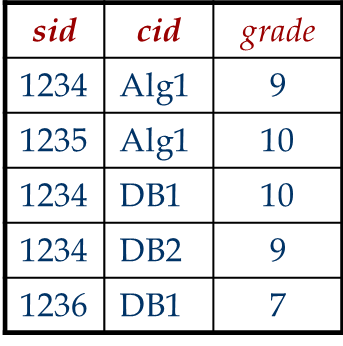 sid cid grade
1234 Alg1 9
1235 Alg1 10
1234 DB1 10
1234 DB2 9
1236 DB1 7